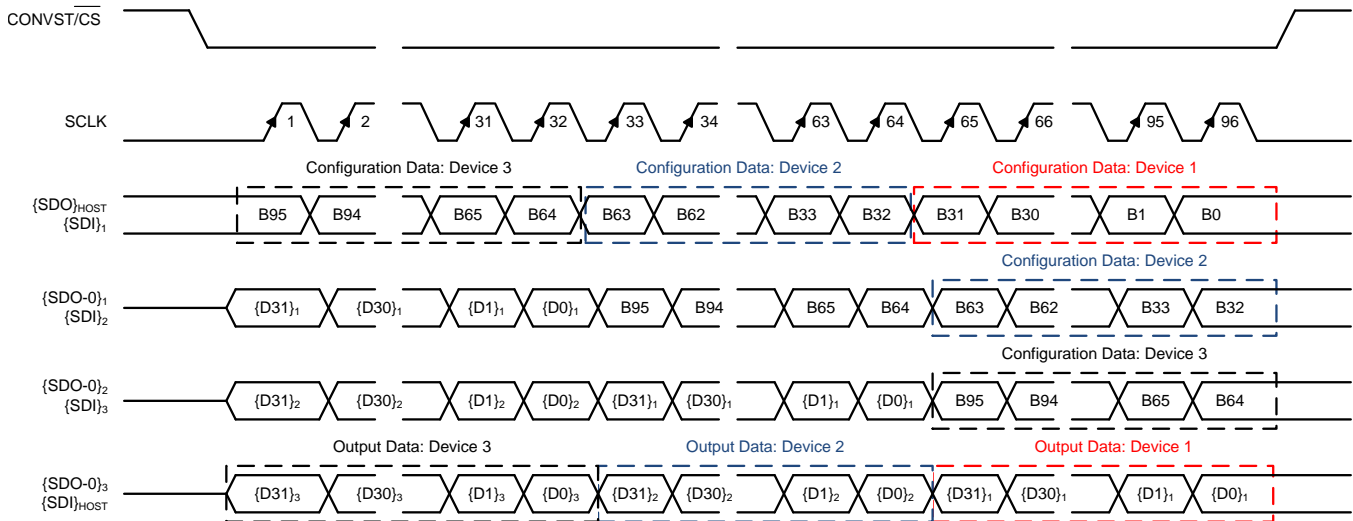 CONVST/CS
SCLK
1 2 31 32 33 34 63 64 65 66 95 96
Configuration Data: Device 3 Configuration Data: Device 2 Configuration Data: Device 1
{SDO}HOST
{SDI}1
B95 B94 B65 B64 B63 B62 B33 B32 B31 B30 B1 B0
Configuration Data: Device 2
{SDO-0}1
{SDI}2
{D31}1 {D30}1 {D1}1 {D0}1 B95 B94 B65 B64 B63 B62 B33 B32
Configuration Data: Device 3
{SDO-0}2
{SDI}3
{D31}2 {D30}2 {D1}2 {D0}2 {D31}1 {D30}1 {D1}1 {D0}1 B95 B94 B65 B64
Output Data: Device 3 Output Data: Device 2 Output Data: Device 1
{SDO-0}3
{SDI}HOST
{D31}3 {D30}3 {D1}3 {D0}3 {D31}2 {D30}2 {D1}2 {D0}2 {D31}1 {D30}1 {D1}1 {D0}1